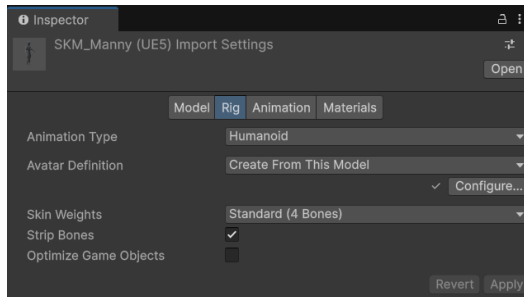 Inspector
SKM_Manny (UE5) Import Settings
Open
Model Rig Animation Materials
Animation Type Humanoid
Avatar Definition Create From This Model
Configure...
Skin Weights Standard (4 Bones)
Strip Bones
Optimize Game Objects
Revert Apply